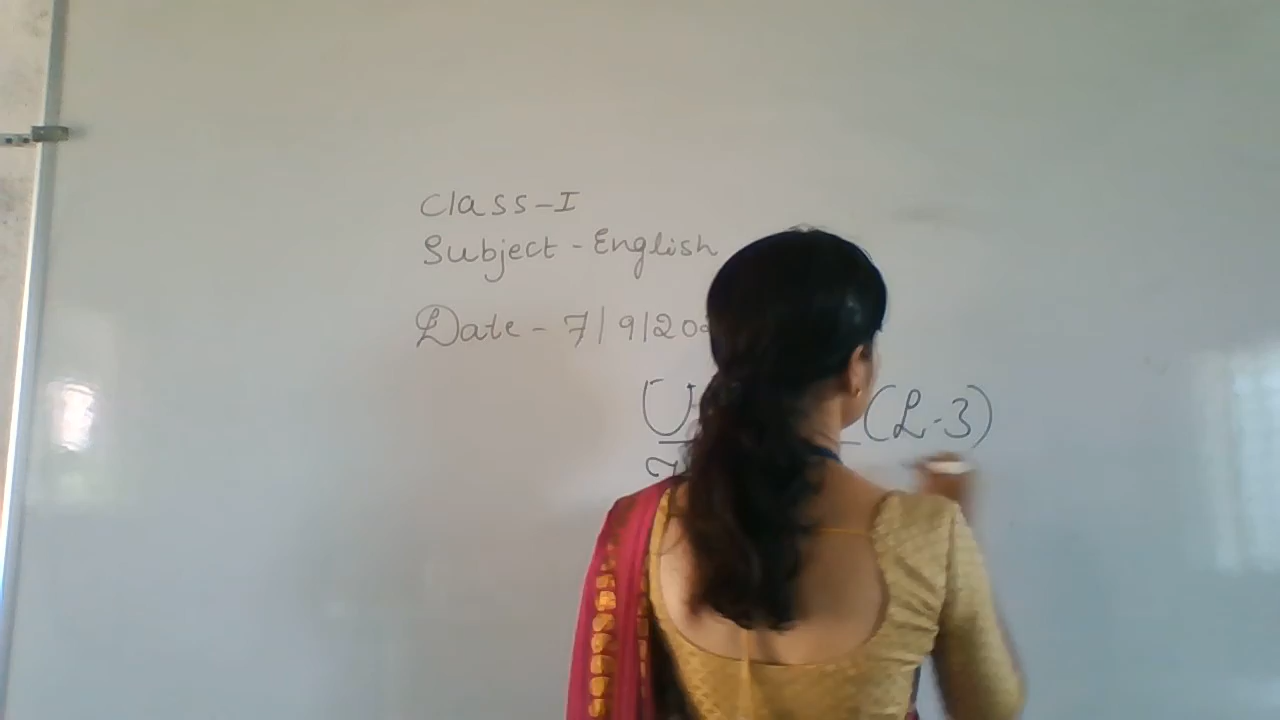 Class-I
Subject-English
Date - 7/9/20
(L-3)